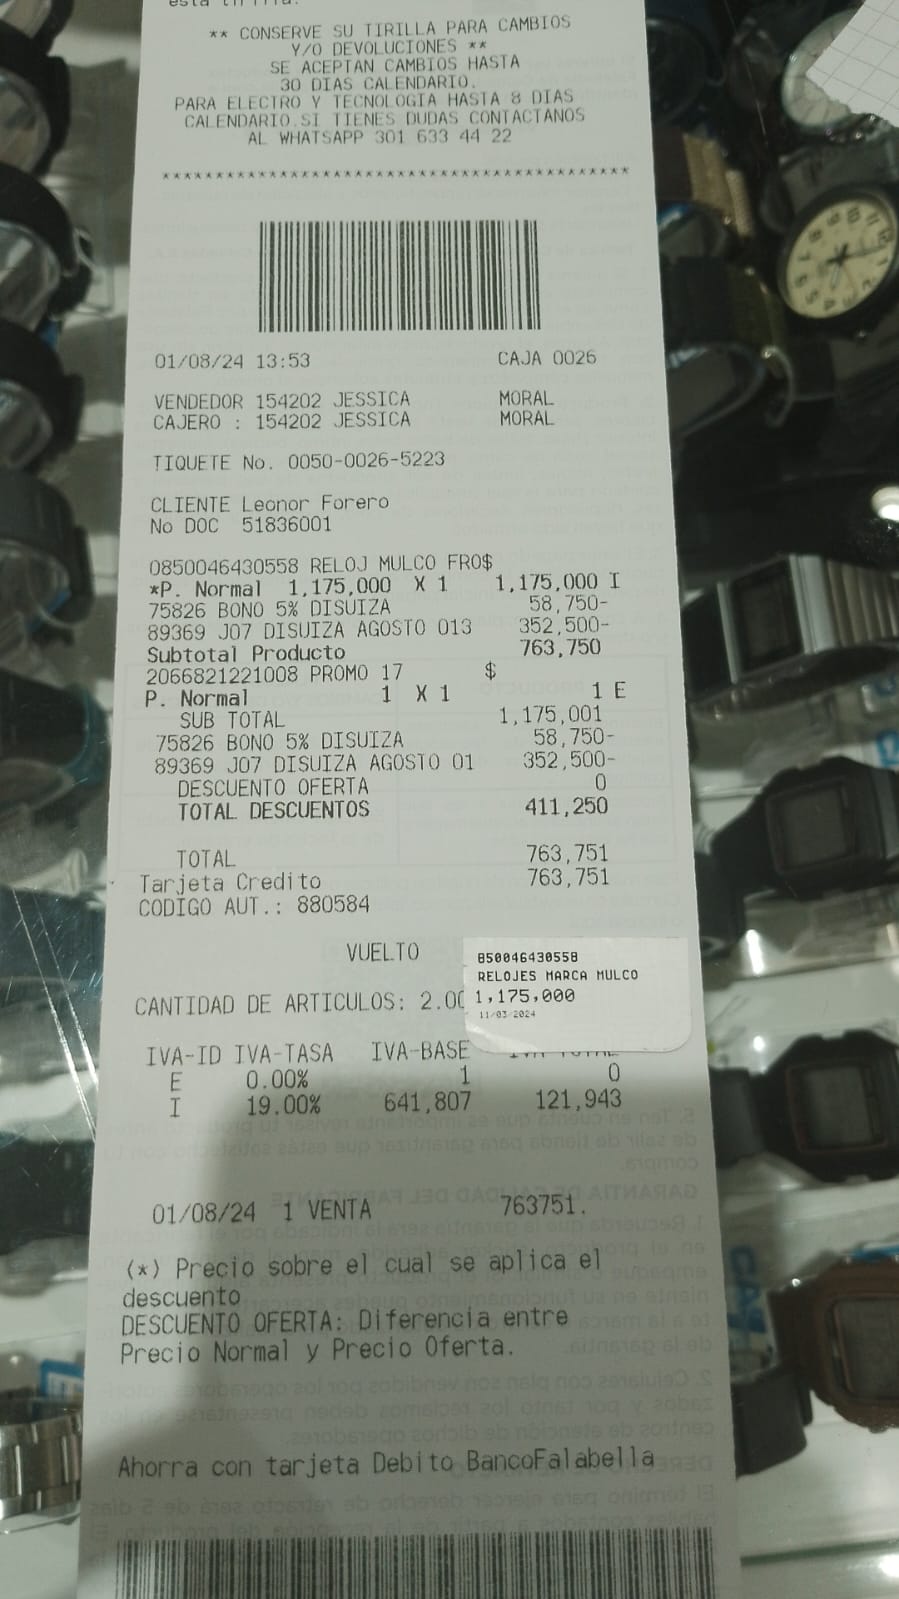 esta tirilla.
** CONSERVE SU TIRILLA PARA CAMBIOS
Y/O DEVOLUCIONES **
SE ACEPTAN CAMBIOS HASTA
30 DIAS CALENDARIO.
PARA ELECTRO Y TECNOLOGIA HASTA 8 DIAS
CALENDARIO.SI TIENES DUDAS CONTACTANOS
AL WHATSAPP 301 633 44 22
******************************************
01/08/24 13:53 CAJA 0026
VENDEDOR 154202 JESSICA MORAL
CAJERO : 154202 JESSICA MORAL
TIQUETE No. 0050-0026-5223
CLIENTE Leonor Forero
No DOC 51836001
0850046430558 RELOJ MULCO FRO$
*P. Normal 1,175,000 X 1 1,175,000 I
75826 BONO 5% DISUIZA 58,750-
89369 J07 DISUIZA AGOSTO 013 352,500-
Subtotal Producto 763,750
2066821221008 PROMO 17 $
P. Normal 1 X 1 1 E
SUB TOTAL 1,175,001
75826 BONO 5% DISUIZA 58,750-
89369 J07 DISUIZA AGOSTO 01 352,500-
DESCUENTO OFERTA 0
TOTAL DESCUENTOS 411,250
TOTAL 763,751
Tarjeta Credito 763,751
CODIGO AUT.: 880584
VUELTO
850046430558
RELOJES MARCA MULCO
1,175,000
11/03 2024
CANTIDAD DE ARTICULOS: 2.00
IVA-ID IVA-TASA IVA-BASE
E 0.00% 1 0
I 19.00% 641,807 121,943
01/08/24 1 VENTA 763751.
(*) Precio sobre el cual se aplica el
descuento
DESCUENTO OFERTA: Diferencia entre
Precio Normal y Precio Oferta.
Ahorra con tarjeta Debito BancoFalabella